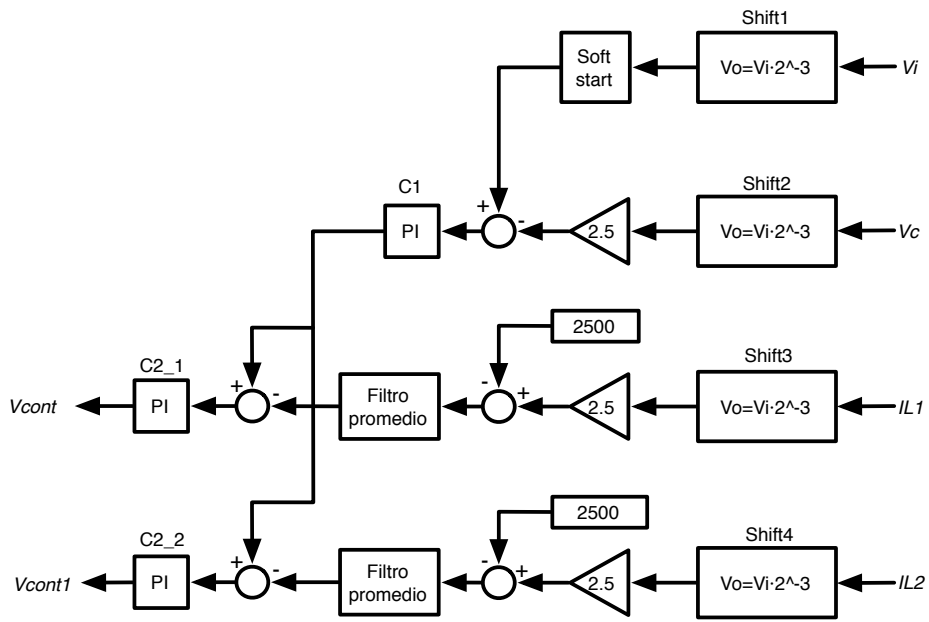 Shift1
Soft
start
Vo=Vi·2^-3
Vi
C1
Shift2
+
-
PI
2.5
Vo=Vi·2^-3
Vc
2500
C2_1
Shift3
+
-
-
+
Vcont
PI
Filtro
promedio
2.5
Vo=Vi·2^-3
IL1
2500
C2_2
Shift4
+
-
-
+
Vcont1
PI
Filtro
promedio
2.5
Vo=Vi·2^-3
IL2